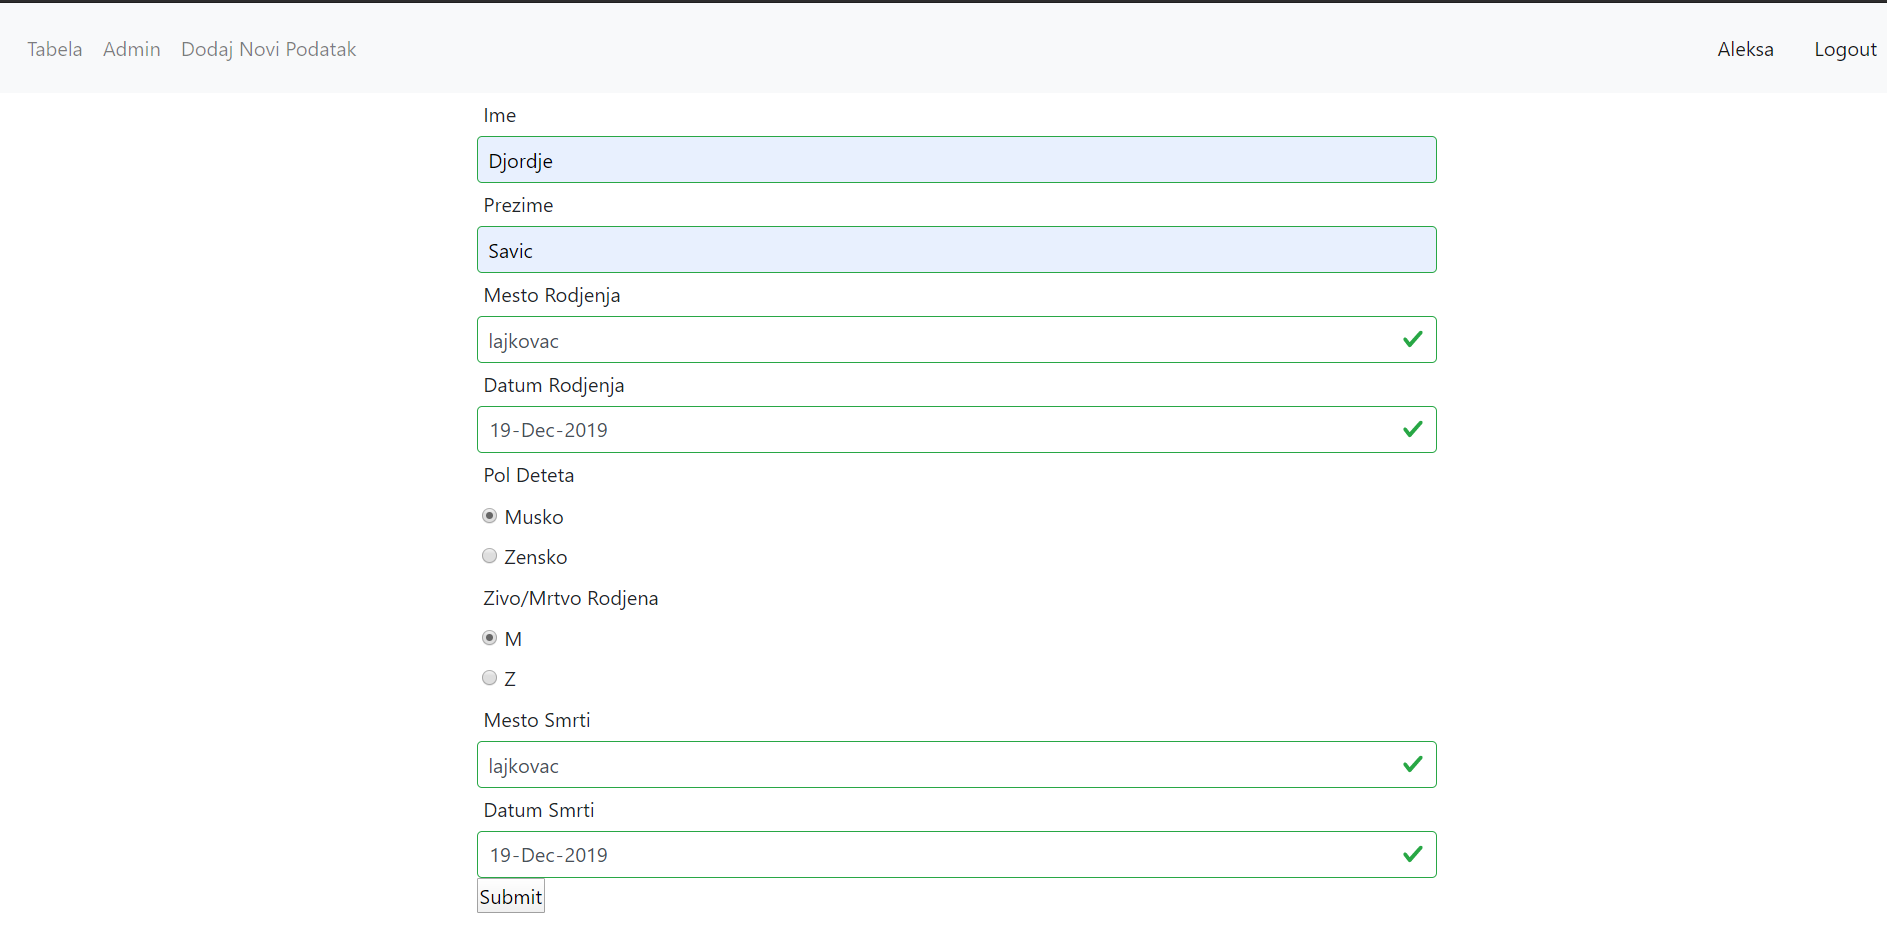 Tabela Admin Dodaj Novi Podatak Aleksa Logout
Ime
Djordje
Prezime
Savic
Mesto Rodjenja
lajkovac
Datum Rodjenja
19-Dec-2019
Pol Deteta
Musko
Zensko
Zivo/Mrtvo Rodjena
M
Z
Mesto Smrti
lajkovac
Datum Smrti
19-Dec-2019
Submit